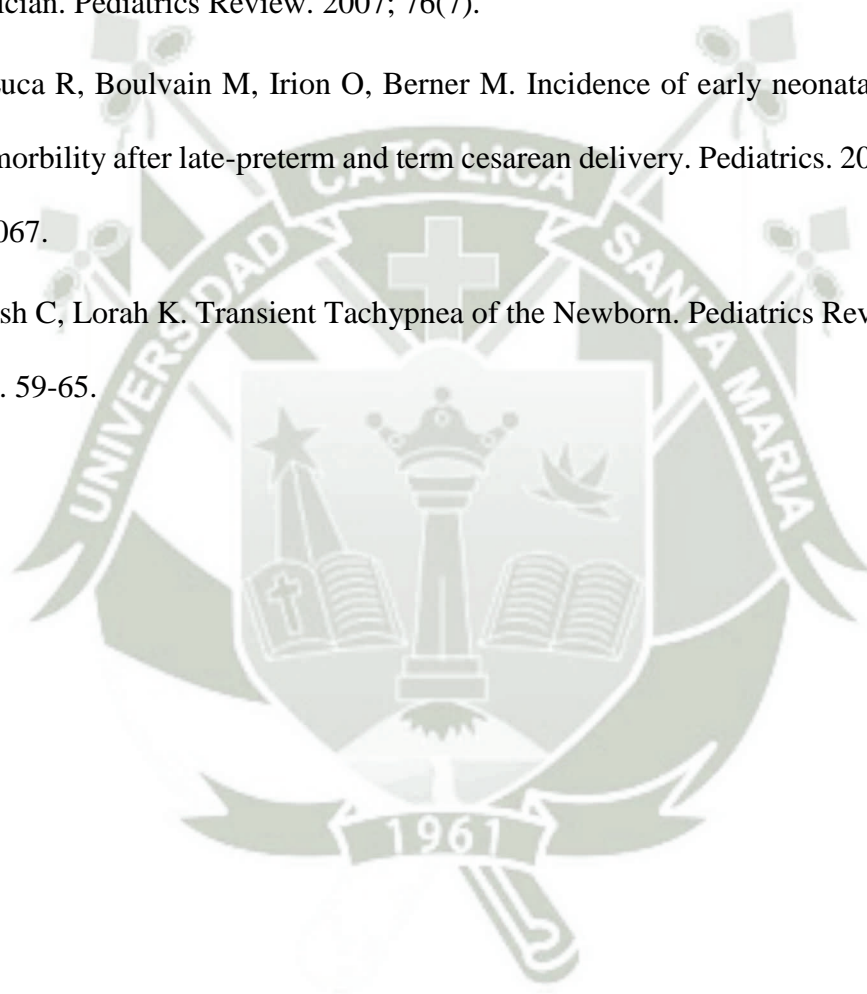 ician. Pediatrics Review. 2007; 76(7).
uca R, Boulvain M, Irion O, Berner M. Incidence of early neonata
morbility after late-preterm and term cesarean delivery. Pediatrics. 20
067.
sh C, Lorah K. Transient Tachypnea of the Newborn. Pediatrics Rev
. 59-65.
UNIVERSIDAD CATOLICA SANTA MARIA
1961